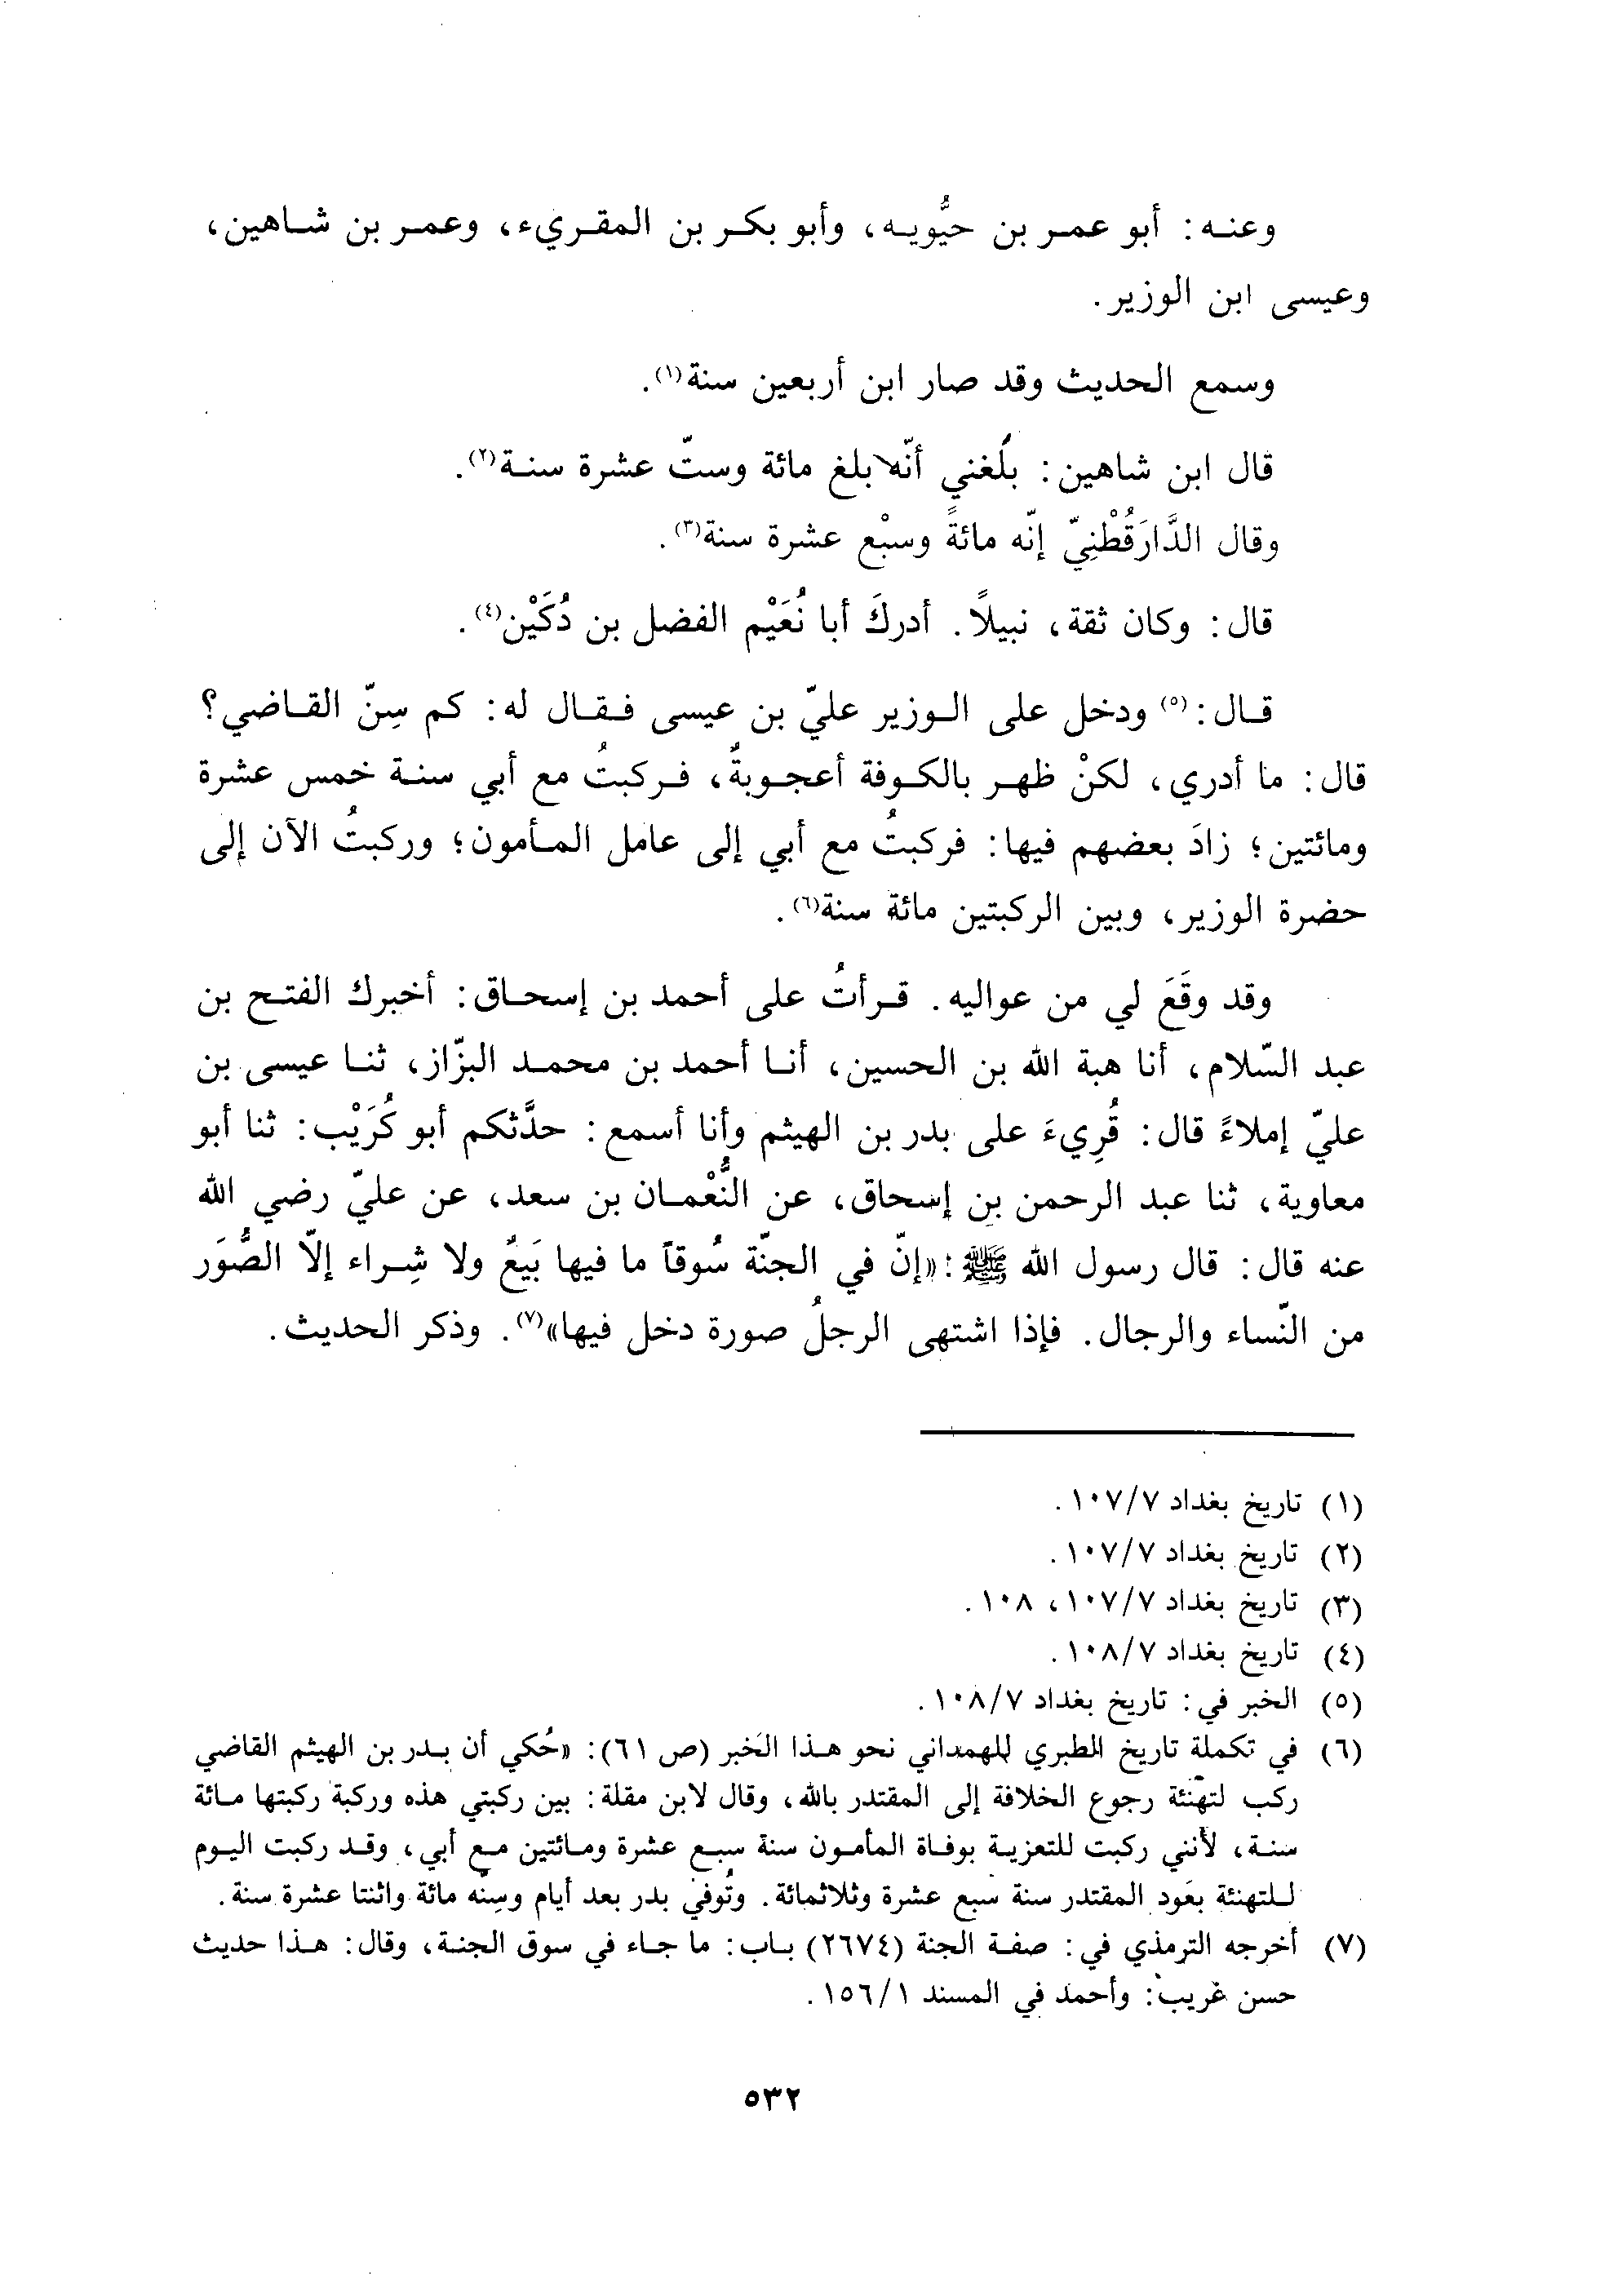 وعنه: أبو عمر بن حيُّويه، وأبو بكر بن المقريء، وعمر بن شاهين،
وعيسى ابن الوزير.
وسمع الحديث وقد صار ابن أربعين سنة(١).
قال ابن شاهين: بلغني أنّه بلغ مائة وستّ عشرة سنة(٢).
وقال الدَّارَقُطْنِيّ إنّه مائةً وسبْع عشرة سنة(٣).
قال: وكان ثقة، نبيلاً. أدركَ أبا نُعَيْم الفضل بن دُكَيْن(٤).
قال:(٥) ودخل على الوزير عليّ بن عيسى فقال له: كم سِنّ القاضي؟
قال: ما أدري، لكنْ ظهر بالكوفة أعجوبةٌ، فركبتُ مع أبي سنة خمس عشرة
ومائتين؛ زادَ بعضهم فيها: فركبتُ مع أبي إلى عامل المأمون؛ وركبتُ الآن إلى
حضرة الوزير، وبين الركبتين مائة سنة(٦).
وقد وقَعَ لي من عواليه. قرأتُ على أحمد بن إسحاق: أخبرك الفتح بن
عبد السّلام، أنا هبة الله بن الحسين، أنا أحمد بن محمد البزّاز، ثنا عيسى بن
عليّ إملاءً قال: قُرِيءَ على بدر بن الهيثم وأنا أسمع: حدَّثكم أبو كُرَيْب: ثنا أبو
معاوية، ثنا عبد الرحمن بن إسحاق، عن النُّعْمان بن سعد، عن عليّ رضي الله
عنه قال: قال رسول الله ﷺ: «إنّ في الجنّة سُوقاً ما فيها بَيعٌ ولا شِراء إلاّ الصُّوَر
من النّساء والرجال. فإذا اشتهى الرجلُ صورة دخل فيها»(٧). وذكر الحديث.
(١) تاريخ بغداد ١٠٧/٧.
(٢) تاريخ بغداد ١٠٧/٧.
(٣) تاريخ بغداد ١٠٧/٧، ١٠٨.
(٤) تاريخ بغداد ١٠٨/٧.
(٥) الخبر في: تاريخ بغداد ١٠٨/٧.
(٦) في تكملة تاريخ الطبري للهمداني نحو هذا الخبر (ص ٦١): «حُكي أن بدر بن الهيثم القاضي
ركب لتهنئة رجوع الخلافة إلى المقتدر بالله، وقال لابن مقلة: بين ركبتي هذه وركبة ركبتها مائة
سنة، لأنني ركبت للتعزية بوفاة المأمون سنة سبع عشرة ومائتين مع أبي، وقد ركبت اليوم
للتهنئة بعود المقتدر سنة سبع عشرة وثلاثمائة. وتُوفي بدر بعد أيام وسِنّه مائة واثنتا عشرة سنة.
(٧) أخرجه الترمذي في: صفة الجنة (٢٦٧٤) باب: ما جاء في سوق الجنة، وقال: هذا حديث
حسن غريب: وأحمد في المسند ١٥٦/١.
٥٣٢